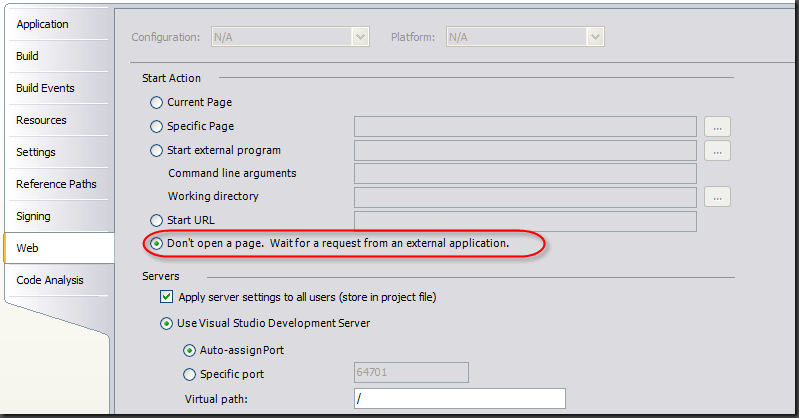 Application
Build
Build Events
Resources
Settings
Reference Paths
Signing
Web
Code Analysis
Configuration: N/A Platform: N/A
Start Action
Current Page
Specific Page ...
Start external program ...
Command line arguments
Working directory ...
Start URL
Don't open a page. Wait for a request from an external application.
Servers
Apply server settings to all users (store in project file)
Use Visual Studio Development Server
Auto-assign Port
Specific port 64701
Virtual path: /